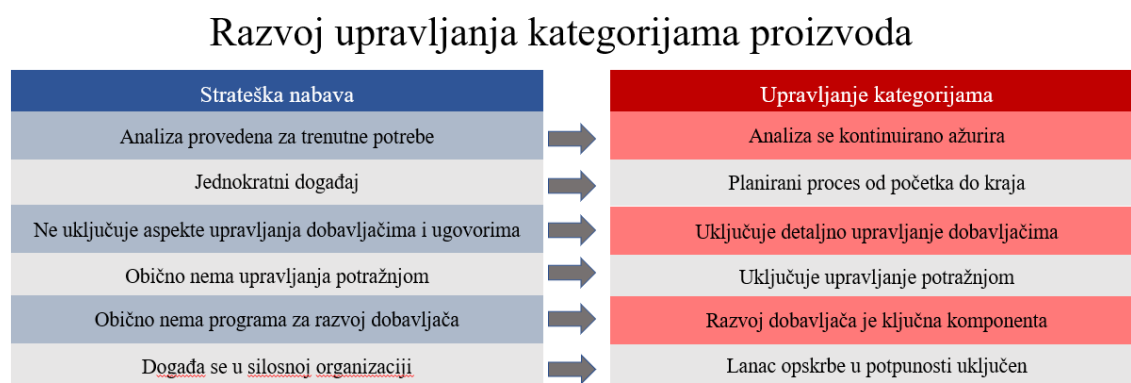 Razvoj upravljanja kategorijama proizvoda
Strateška nabava
Upravljanje kategorijama
Analiza provedena za trenutne potrebe
Analiza se kontinuirano ažurira
Jednokratni događaj
Planirani proces od početka do kraja
Ne uključuje aspekte upravljanja dobavljačima i ugovorima
Uključuje detaljno upravljanje dobavljačima
Obično nema upravljanja potražnjom
Uključuje upravljanje potražnjom
Obično nema programa za razvoj dobavljača
Razvoj dobavljača je ključna komponenta
Događa se u silosnoj organizaciji
Lanac opskrbe u potpunosti uključen